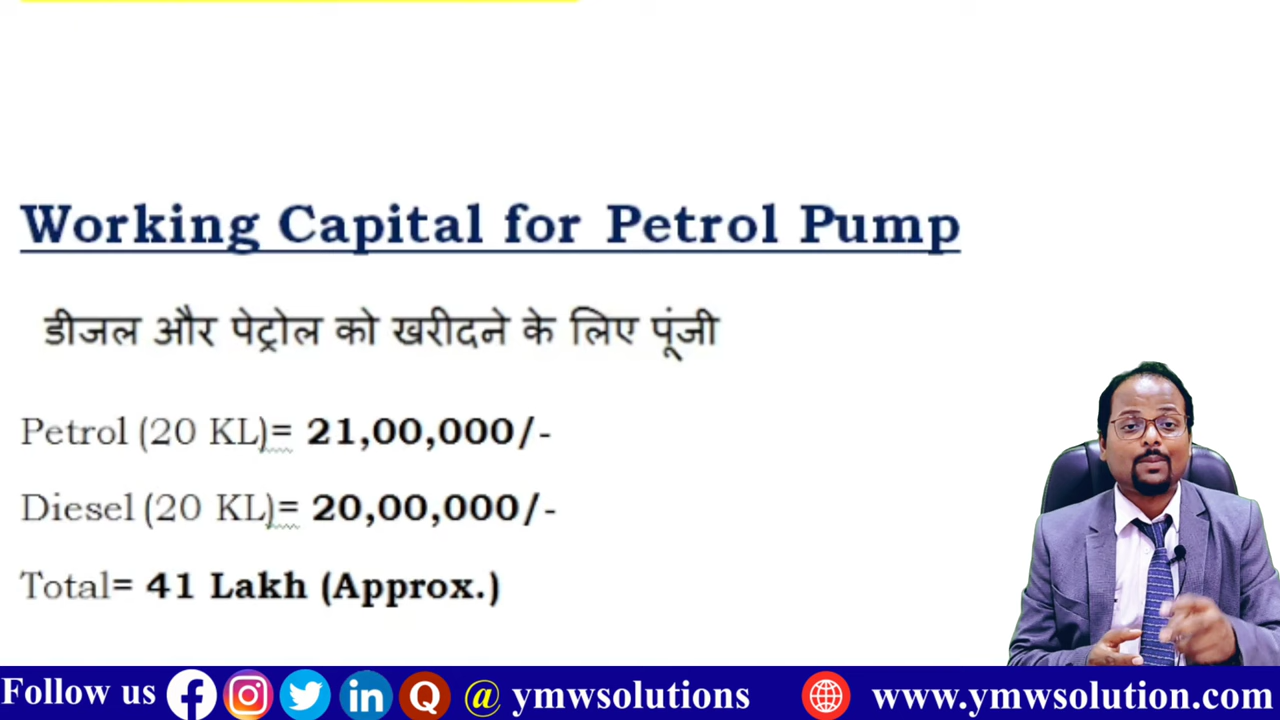 Working Capital for Petrol Pump
डीजल और पेट्रोल को खरीदने के लिए पूंजी
Petrol (20 KL)= 21,00,000/-
Diesel (20 KL)= 20,00,000/-
Total= 41 Lakh (Approx.)
Follow us f in Q @ ymwsolutions www.ymwsolution.com